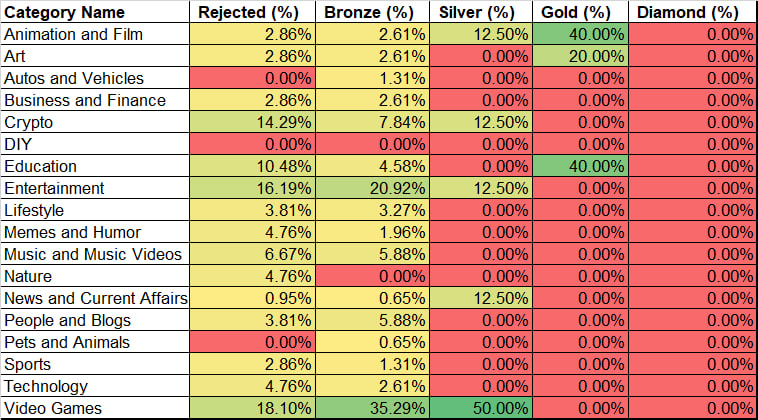 Category Name Rejected (%) Bronze (%) Silver (%) Gold (%) Diamond (%)
Animation and Film 2.86% 2.61% 12.50% 40.00% 0.00%
Art 2.86% 2.61% 0.00% 20.00% 0.00%
Autos and Vehicles 0.00% 1.31% 0.00% 0.00% 0.00%
Business and Finance 2.86% 2.61% 0.00% 0.00% 0.00%
Crypto 14.29% 7.84% 12.50% 0.00% 0.00%
DIY 0.00% 0.00% 0.00% 0.00% 0.00%
Education 10.48% 4.58% 0.00% 40.00% 0.00%
Entertainment 16.19% 20.92% 12.50% 0.00% 0.00%
Lifestyle 3.81% 3.27% 0.00% 0.00% 0.00%
Memes and Humor 4.76% 1.96% 0.00% 0.00% 0.00%
Music and Music Videos 6.67% 5.88% 0.00% 0.00% 0.00%
Nature 4.76% 0.00% 0.00% 0.00% 0.00%
News and Current Affairs 0.95% 0.65% 12.50% 0.00% 0.00%
People and Blogs 3.81% 5.88% 0.00% 0.00% 0.00%
Pets and Animals 0.00% 0.65% 0.00% 0.00% 0.00%
Sports 2.86% 1.31% 0.00% 0.00% 0.00%
Technology 4.76% 2.61% 0.00% 0.00% 0.00%
Video Games 18.10% 35.29% 50.00% 0.00% 0.00%